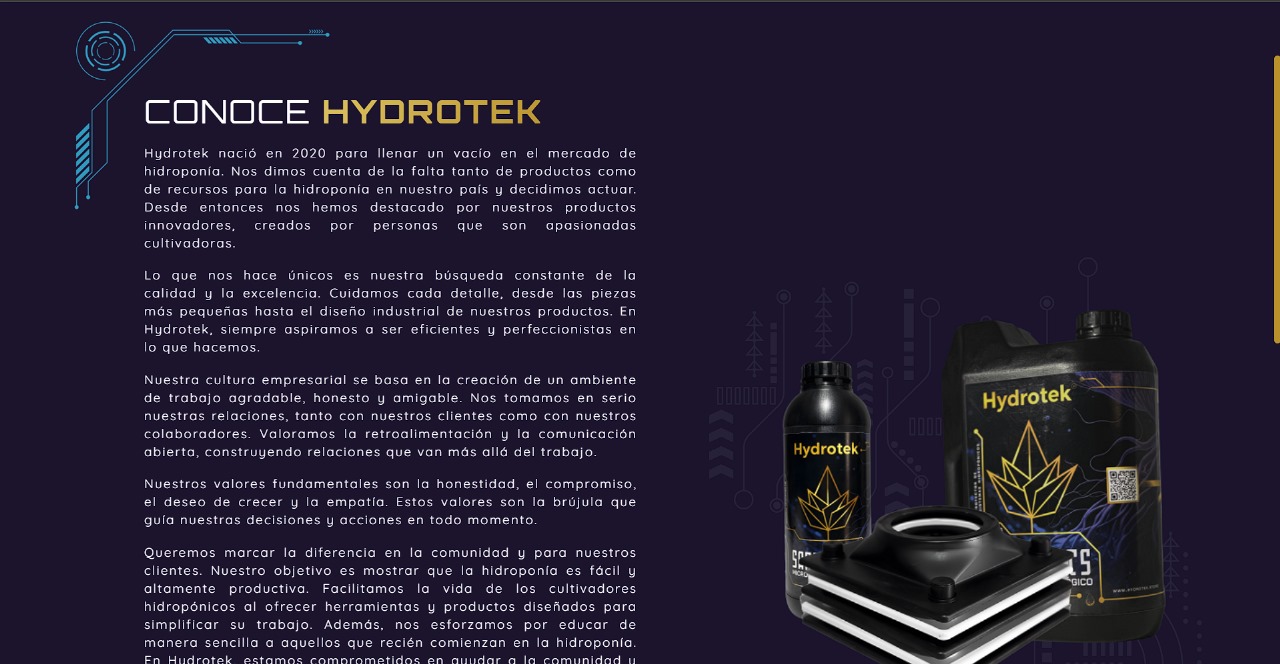 CONOCE HYDROTEK
Hydrotek nació en 2020 para llenar un vacío en el mercado de
hidroponía. Nos dimos cuenta de la falta tanto de productos como
de recursos para la hidroponía en nuestro país y decidimos actuar.
Desde entonces nos hemos destacado por nuestros productos
innovadores, creados por personas que son apasionadas
cultivadoras.
Lo que nos hace únicos es nuestra búsqueda constante de la
calidad y la excelencia. Cuidamos cada detalle, desde las piezas
más pequeñas hasta el diseño industrial de nuestros productos. En
Hydrotek, siempre aspiramos a ser eficientes y perfeccionistas en
lo que hacemos.
Nuestra cultura empresarial se basa en la creación de un ambiente
de trabajo agradable, honesto y amigable. Nos tomamos en serio
nuestras relaciones, tanto con nuestros clientes como con nuestros
colaboradores. Valoramos la retroalimentación y la comunicación
abierta, construyendo relaciones que van más allá del trabajo.
Nuestros valores fundamentales son la honestidad, el compromiso,
el deseo de crecer y la empatía. Estos valores son la brújula que
guía nuestras decisiones y acciones en todo momento.
Queremos marcar la diferencia en la comunidad y para nuestros
clientes. Nuestro objetivo es mostrar que la hidroponía es fácil y
altamente productiva. Facilitamos la vida de los cultivadores
hidropónicos al ofrecer herramientas y productos diseñados para
simplificar su trabajo. Además, nos esforzamos por educar de
manera sencilla a aquellos que recién comienzan en la hidroponía.
En Hydrotek, estamos comprometidos en ayudar a la comunidad y
Hydrotek
Hydrotek